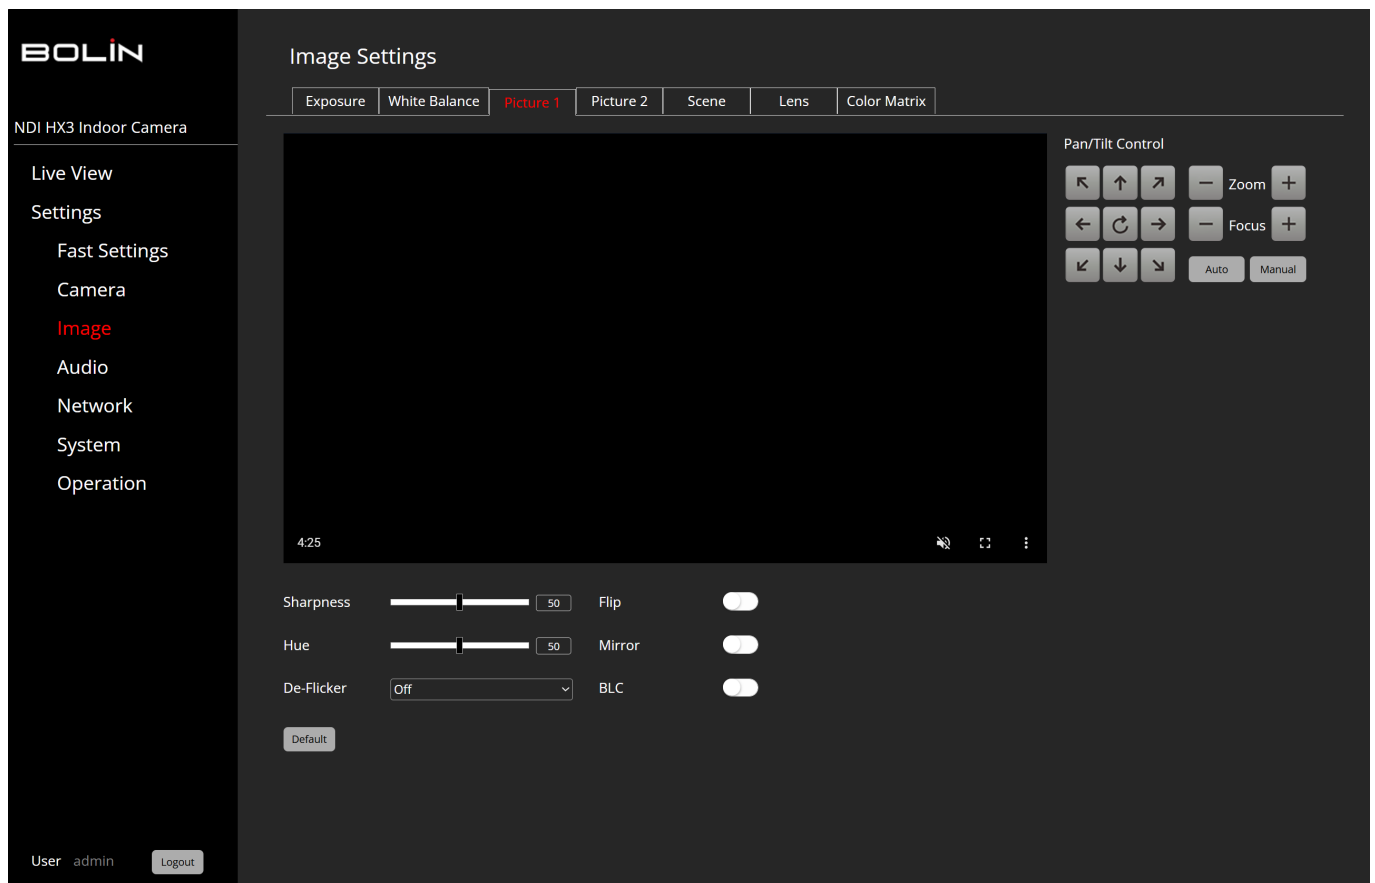 BOLIN
NDI HX3 Indoor Camera
Live View
Settings
Fast Settings
Camera
Image
Audio
Network
System
Operation
User admin Logout
Image Settings
Exposure White Balance Picture 1 Picture 2 Scene Lens Color Matrix
4:25
Pan/Tilt Control
Zoom
Focus
Auto Manual
Sharpness 50 Flip
Hue 50 Mirror
De-Flicker Off BLC
Default